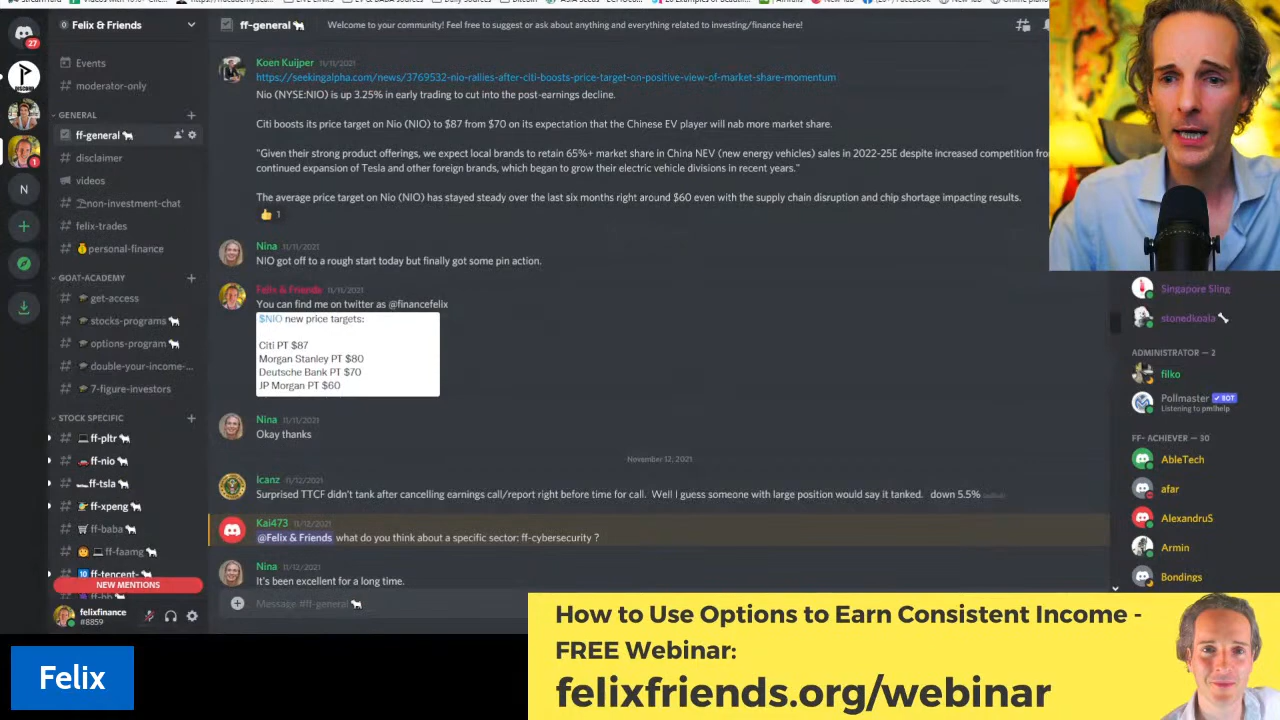 Felix & Friends
27
Events
moderator-only
GENERAL
ff-general
disclaimer
videos
non-investment-chat
felix-trades
personal-finance
GOAT-ACADEMY
get-access
stocks-programs
options-program
double-your-income-...
7-figure-investors
STOCK SPECIFIC
ff-pltr
ff-nio
ff-tsla
ff-xpeng
ff-baba
ff-faamg
ff-tencent-
NEW MENTIONS
felixfinance
#8859
1
N
ff-general
Welcome to your community! Feel free to suggest or ask about anything and everything related to investing/finance here!
Koen Kuijper 11/11/2021
https://seekingalpha.com/news/3769532-nio-rallies-after-citi-boosts-price-target-on-positive-view-of-market-share-momentum
Nio (NYSE:NIO) is up 3.25% in early trading to cut into the post-earnings decline.
Citi boosts its price target on Nio (NIO) to $87 from $70 on its expectation that the Chinese EV player will nab more market share.
"Given their strong product offerings, we expect local brands to retain 65%+ market share in China NEV (new energy vehicles) sales in 2022-25E despite increased competition from
continued expansion of Tesla and other foreign brands, which began to grow their electric vehicle divisions in recent years."
The average price target on Nio (NIO) has stayed steady over the last six months right around $60 even with the supply chain disruption and chip shortage impacting results.
1
Nina 11/11/2021
NIO got off to a rough start today but finally got some pin action.
Felix & Friends 11/11/2021
You can find me on twitter as @financefelix
$NIO new price targets:
Citi PT $87
Morgan Stanley PT $80
Deutsche Bank PT $70
JP Morgan PT $60
Nina 11/11/2021
Okay thanks
November 12, 2021
Icanz 11/12/2021
Surprised TTCF didn't tank after cancelling earnings call/report right before time for call. Well I guess someone with large position would say it tanked. down 5.5% (edited)
Kai473 11/12/2021
@Felix & Friends what do you think about a specific sector: ff-cybersecurity ?
Nina 11/12/2021
It's been excellent for a long time.
Message #ff-general
Singapore Sling
stonedkoala
ADMINISTRATOR — 2
filko
Pollmaster BOT
Listening to pm!help
FF- ACHIEVER — 30
AbleTech
afar
AlexandruS
Armin
Bondings
Felix
How to Use Options to Earn Consistent Income -
FREE Webinar:
felixfriends.org/webinar